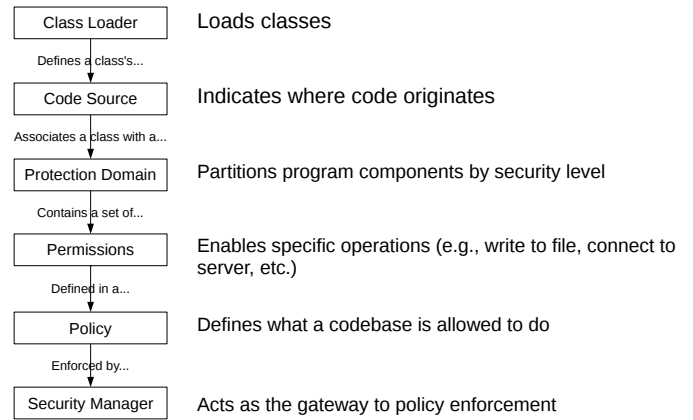 Class Loader
Loads classes
Defines a class's...
Code Source
Indicates where code originates
Associates a class with a...
Protection Domain
Partitions program components by security level
Contains a set of...
Permissions
Enables specific operations (e.g., write to file, connect to
server, etc.)
Defined in a...
Policy
Defines what a codebase is allowed to do
Enforced by...
Security Manager
Acts as the gateway to policy enforcement